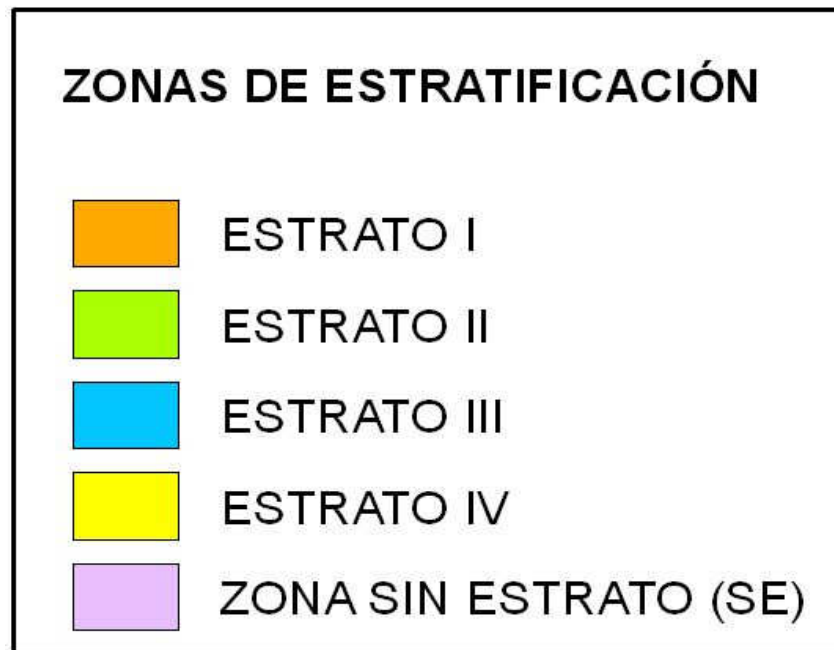 ZONAS DE ESTRATIFICACIÓN
ESTRATO I
ESTRATO II
ESTRATO III
ESTRATO IV
ZONA SIN ESTRATO (SE)